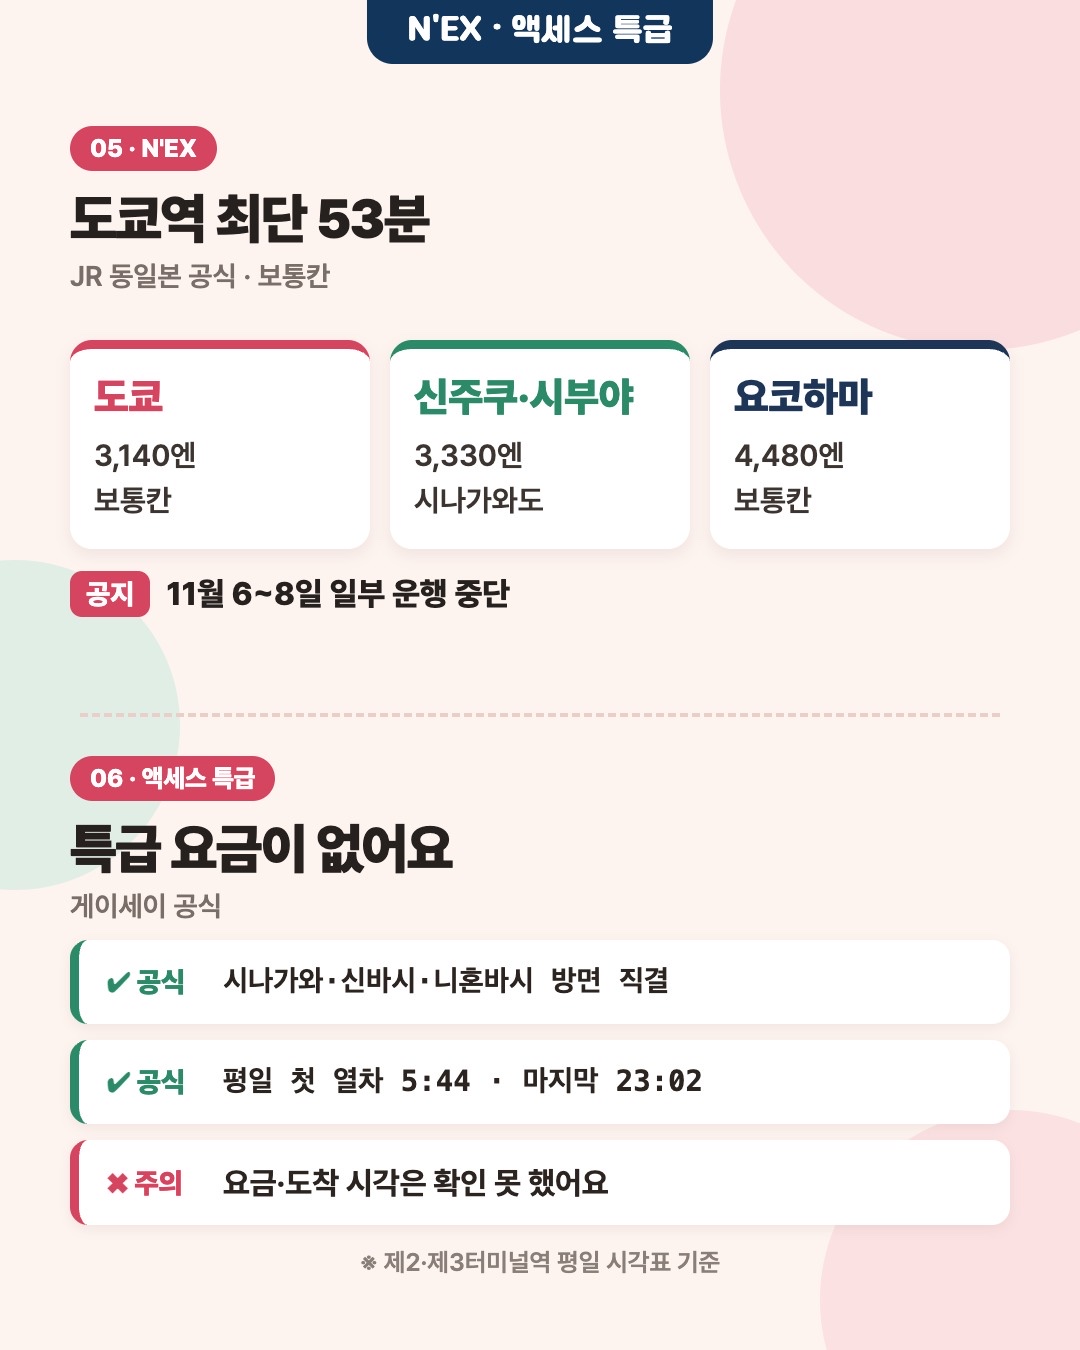 N'EX · 액세스 특급
05 · N'EX
도쿄역 최단 53분
JR 동일본 공식 · 보통칸
도쿄
3,140엔
보통칸
신주쿠·시부야
3,330엔
시나가와도
요코하마
4,480엔
보통칸
공지 11월 6~8일 일부 운행 중단
06 · 액세스 특급
특급 요금이 없어요
게이세이 공식
✔ 공식 시나가와·신바시·니혼바시 방면 직결
✔ 공식 평일 첫 열차 5:44 · 마지막 23:02
✖ 주의 요금·도착 시각은 확인 못 했어요
※ 제2·제3터미널역 평일 시각표 기준